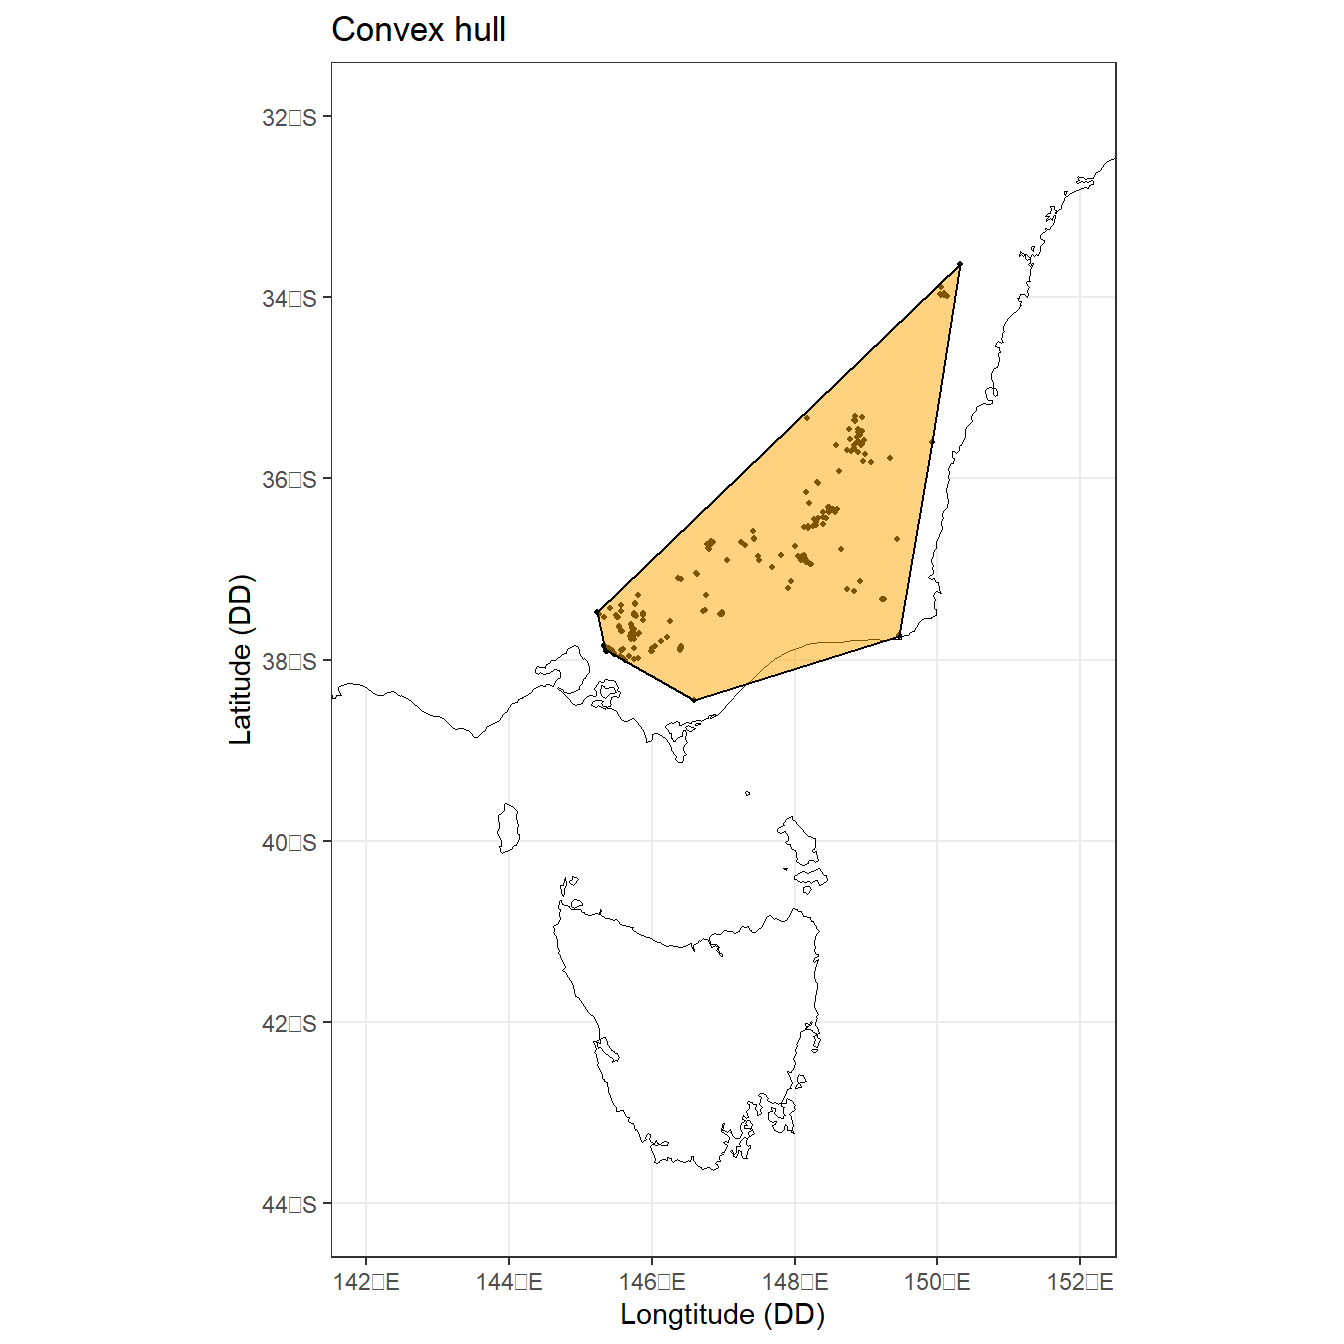 Convex hull
32□S
34□S
36□S
38□S
40□S
42□S
44□S
Latitude (DD)
142□E 144□E 146□E 148□E 150□E 152□E
Longtitude (DD)